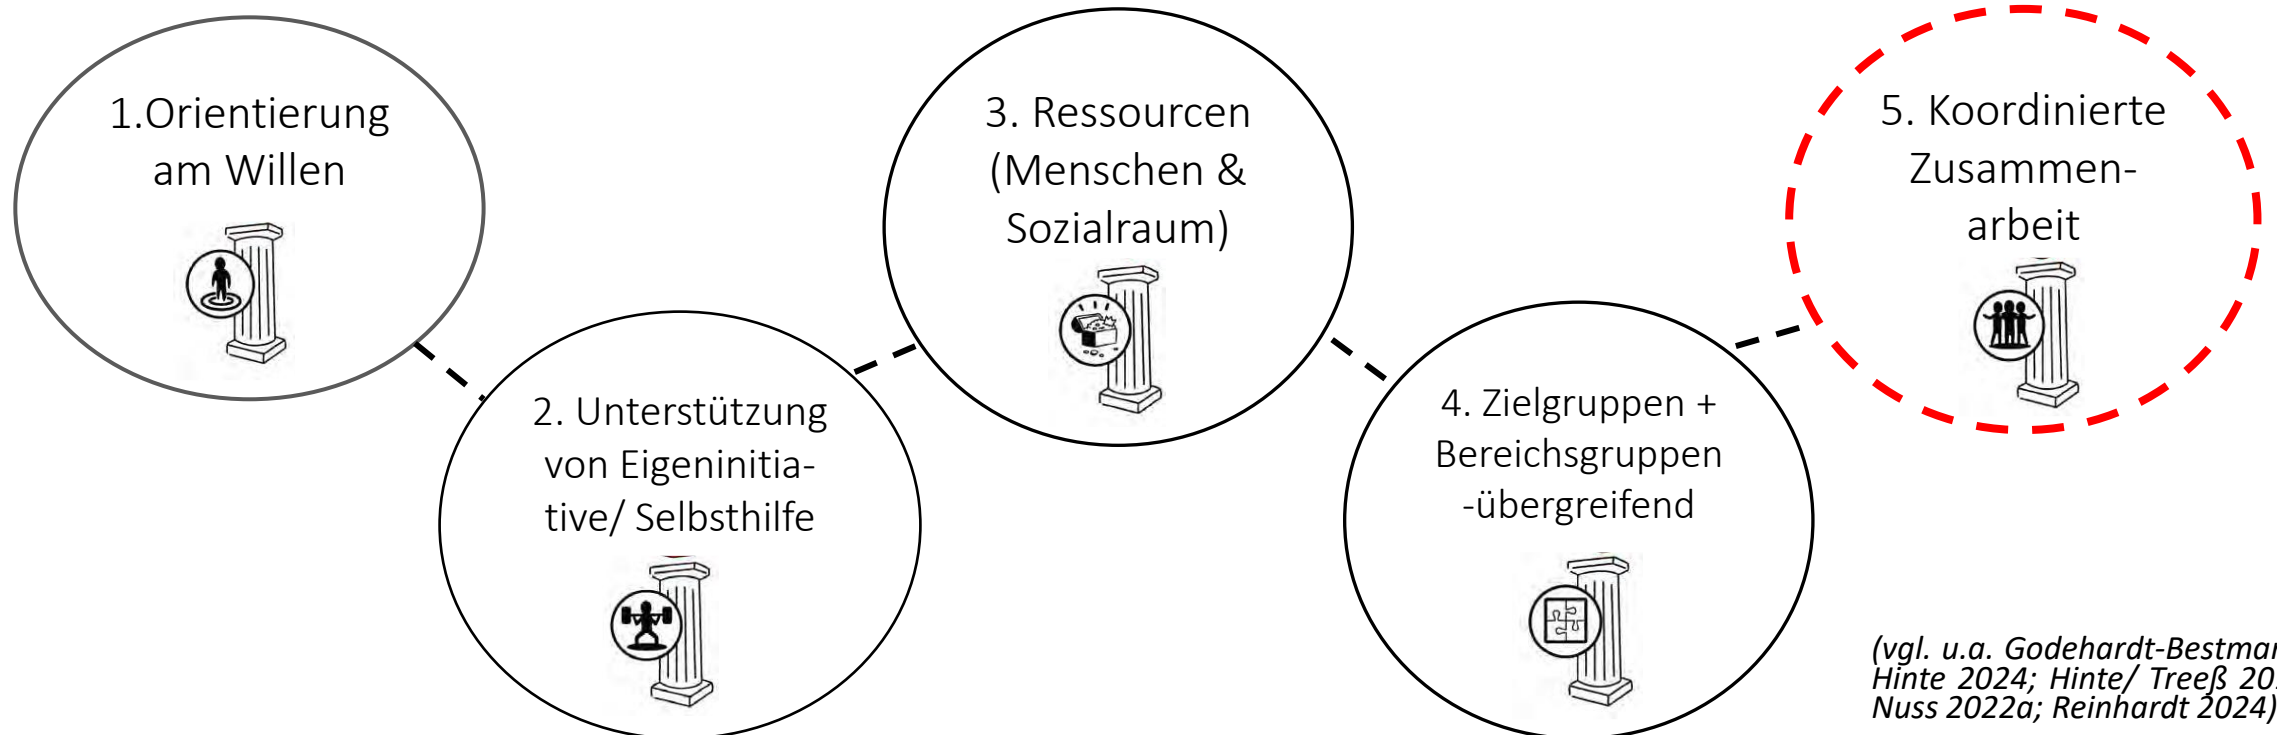 1.Orientierung
am Willen
2. Unterstützung
von Eigeninitia-
tive/ Selbsthilfe
3. Ressourcen
(Menschen &
Sozialraum)
4. Zielgruppen +
Bereichsgruppen
-übergreifend
5. Koordinierte
Zusammen-
arbeit
(vgl. u.a.
Hinte 2024; Hinte/ Treeß
Nuss 2022a; Reinhardt 2024)